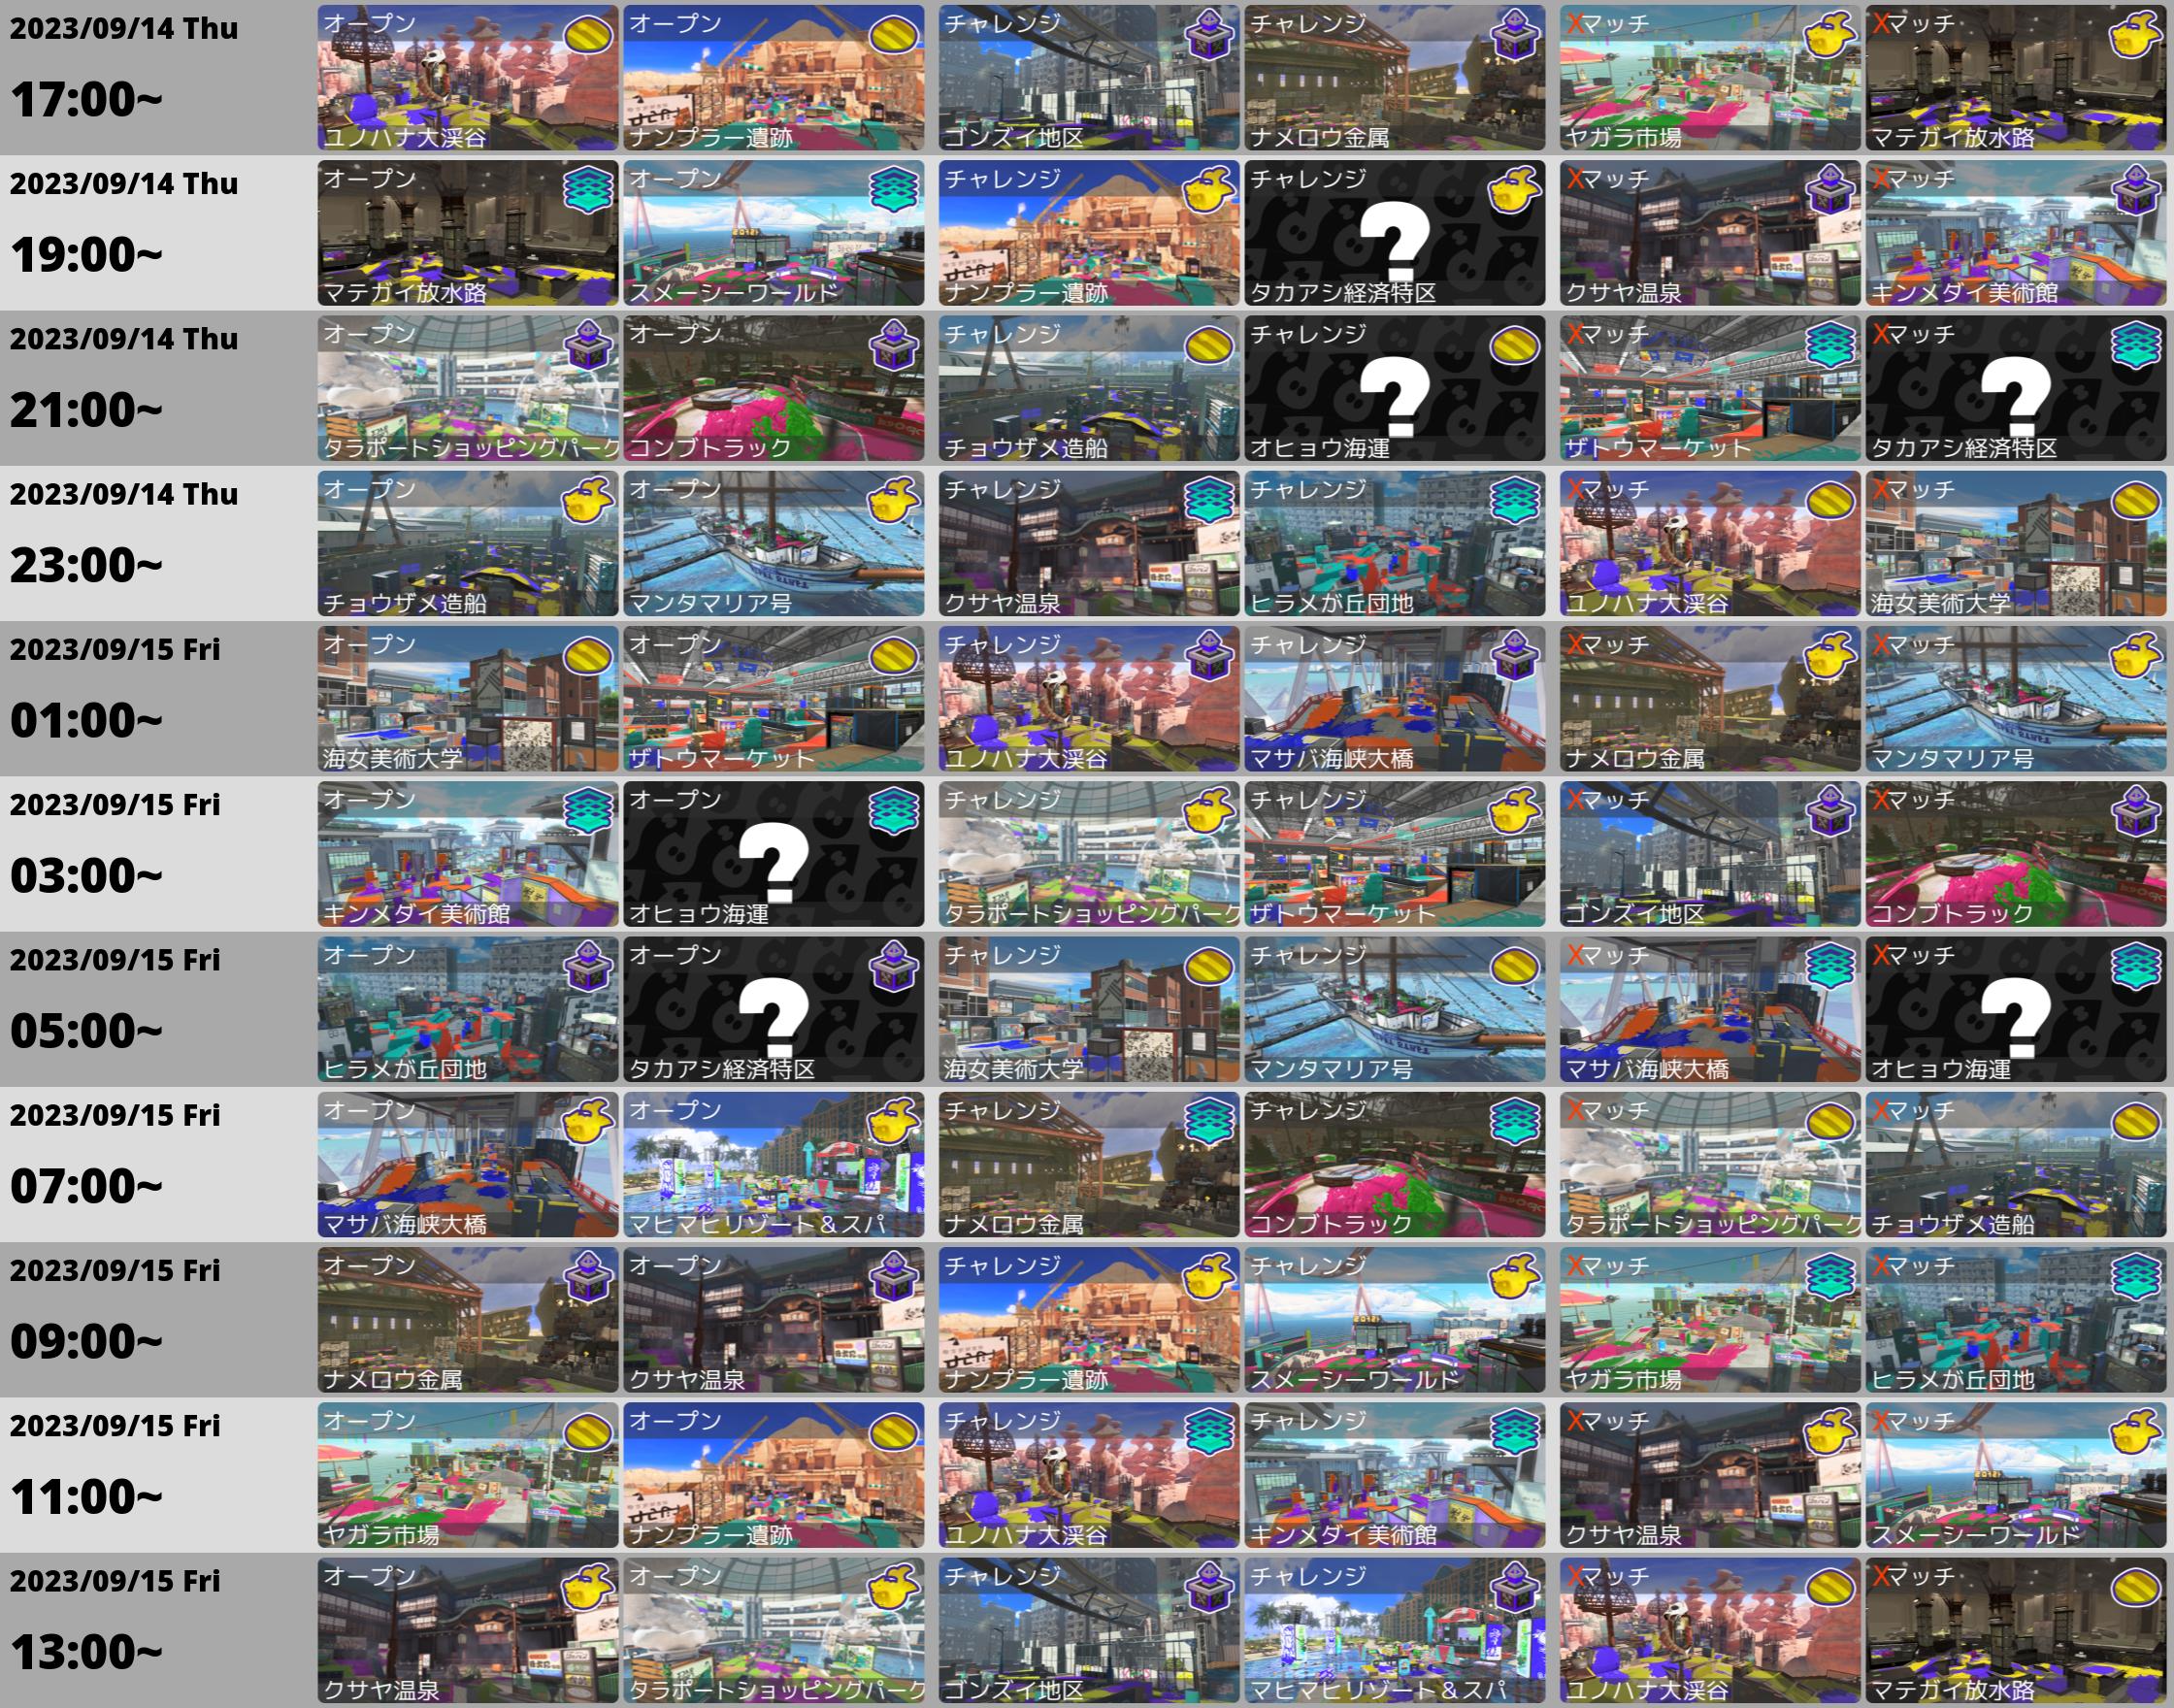 2023/09/14 Thu
17:00~
オープン
ユノハナ大渓谷
オープン
ナンプラー遺跡
チャレンジ
ゴンズイ地区
チャレンジ
ナメロウ金属
Xマッチ
ヤガラ市場
Xマッチ
マテガイ放水路
2023/09/14 Thu
19:00~
オープン
マテガイ放水路
オープン
スメーシーワールド
チャレンジ
ナンプラー遺跡
チャレンジ
?
タカアシ経済特区
Xマッチ
クサヤ温泉
Xマッチ
キンメダイ美術館
2023/09/14 Thu
21:00~
オープン
タラポートショッピングパーク
オープン
コンブトラック
チャレンジ
チョウザメ造船
チャレンジ
?
オヒョウ海運
Xマッチ
ザトウマーケット
Xマッチ
?
タカアシ経済特区
2023/09/14 Thu
23:00~
オープン
チョウザメ造船
オープン
マンタマリア号
チャレンジ
クサヤ温泉
チャレンジ
ヒラメが丘団地
Xマッチ
ユノハナ大渓谷
Xマッチ
海女美術大学
2023/09/15 Fri
01:00~
オープン
海女美術大学
オープン
ザトウマーケット
チャレンジ
ユノハナ大渓谷
チャレンジ
マサバ海峡大橋
Xマッチ
ナメロウ金属
Xマッチ
マンタマリア号
2023/09/15 Fri
03:00~
オープン
キンメダイ美術館
オープン
?
オヒョウ海運
チャレンジ
タラポートショッピングパーク
チャレンジ
ザトウマーケット
Xマッチ
ゴンズイ地区
Xマッチ
コンブトラック
2023/09/15 Fri
05:00~
オープン
ヒラメが丘団地
オープン
?
タカアシ経済特区
チャレンジ
海女美術大学
チャレンジ
マンタマリア号
Xマッチ
マサバ海峡大橋
Xマッチ
?
オヒョウ海運
2023/09/15 Fri
07:00~
オープン
マサバ海峡大橋
オープン
マヒマヒリゾート＆スパ
チャレンジ
ナメロウ金属
チャレンジ
コンブトラック
Xマッチ
タラポートショッピングパーク
Xマッチ
チョウザメ造船
2023/09/15 Fri
09:00~
オープン
ナメロウ金属
オープン
クサヤ温泉
チャレンジ
ナンプラー遺跡
チャレンジ
スメーシーワールド
Xマッチ
ヤガラ市場
Xマッチ
ヒラメが丘団地
2023/09/15 Fri
11:00~
オープン
ヤガラ市場
オープン
ナンプラー遺跡
チャレンジ
ユノハナ大渓谷
チャレンジ
キンメダイ美術館
Xマッチ
クサヤ温泉
Xマッチ
スメーシーワールド
2023/09/15 Fri
13:00~
オープン
クサヤ温泉
オープン
タラポートショッピングパーク
チャレンジ
ゴンズイ地区
チャレンジ
マヒマヒリゾート＆スパ
Xマッチ
ユノハナ大渓谷
Xマッチ
マテガイ放水路